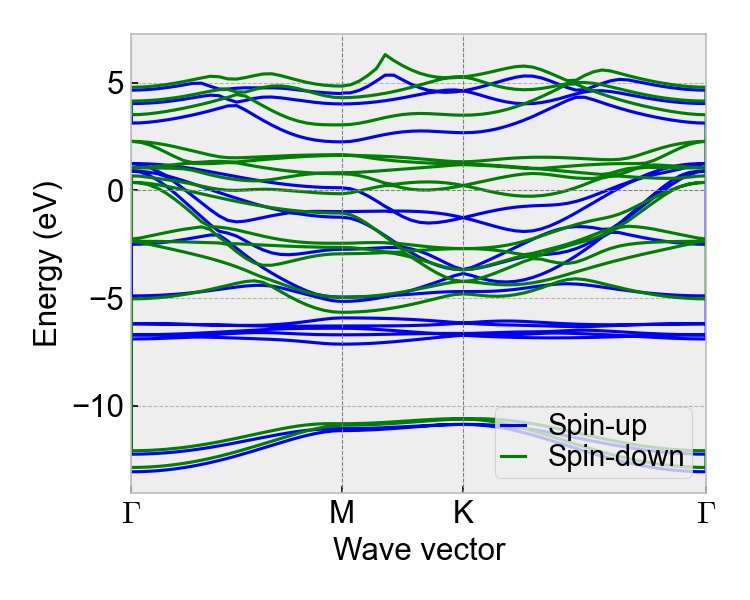 Energy (eV)
5
0
−5
−10
Spin-up
Spin-down
Γ M K Γ
Wave vector